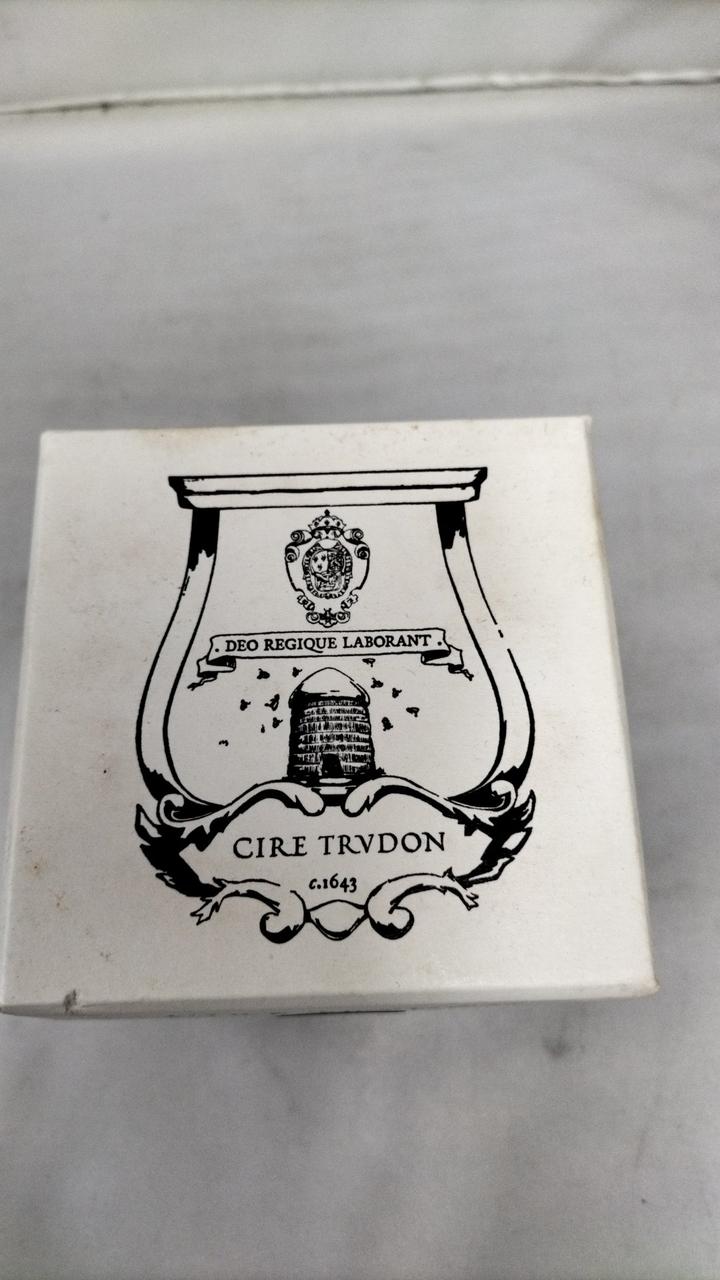 · DEO REGIQUE LABORANT ·
CIRE TRVDON
c.1643